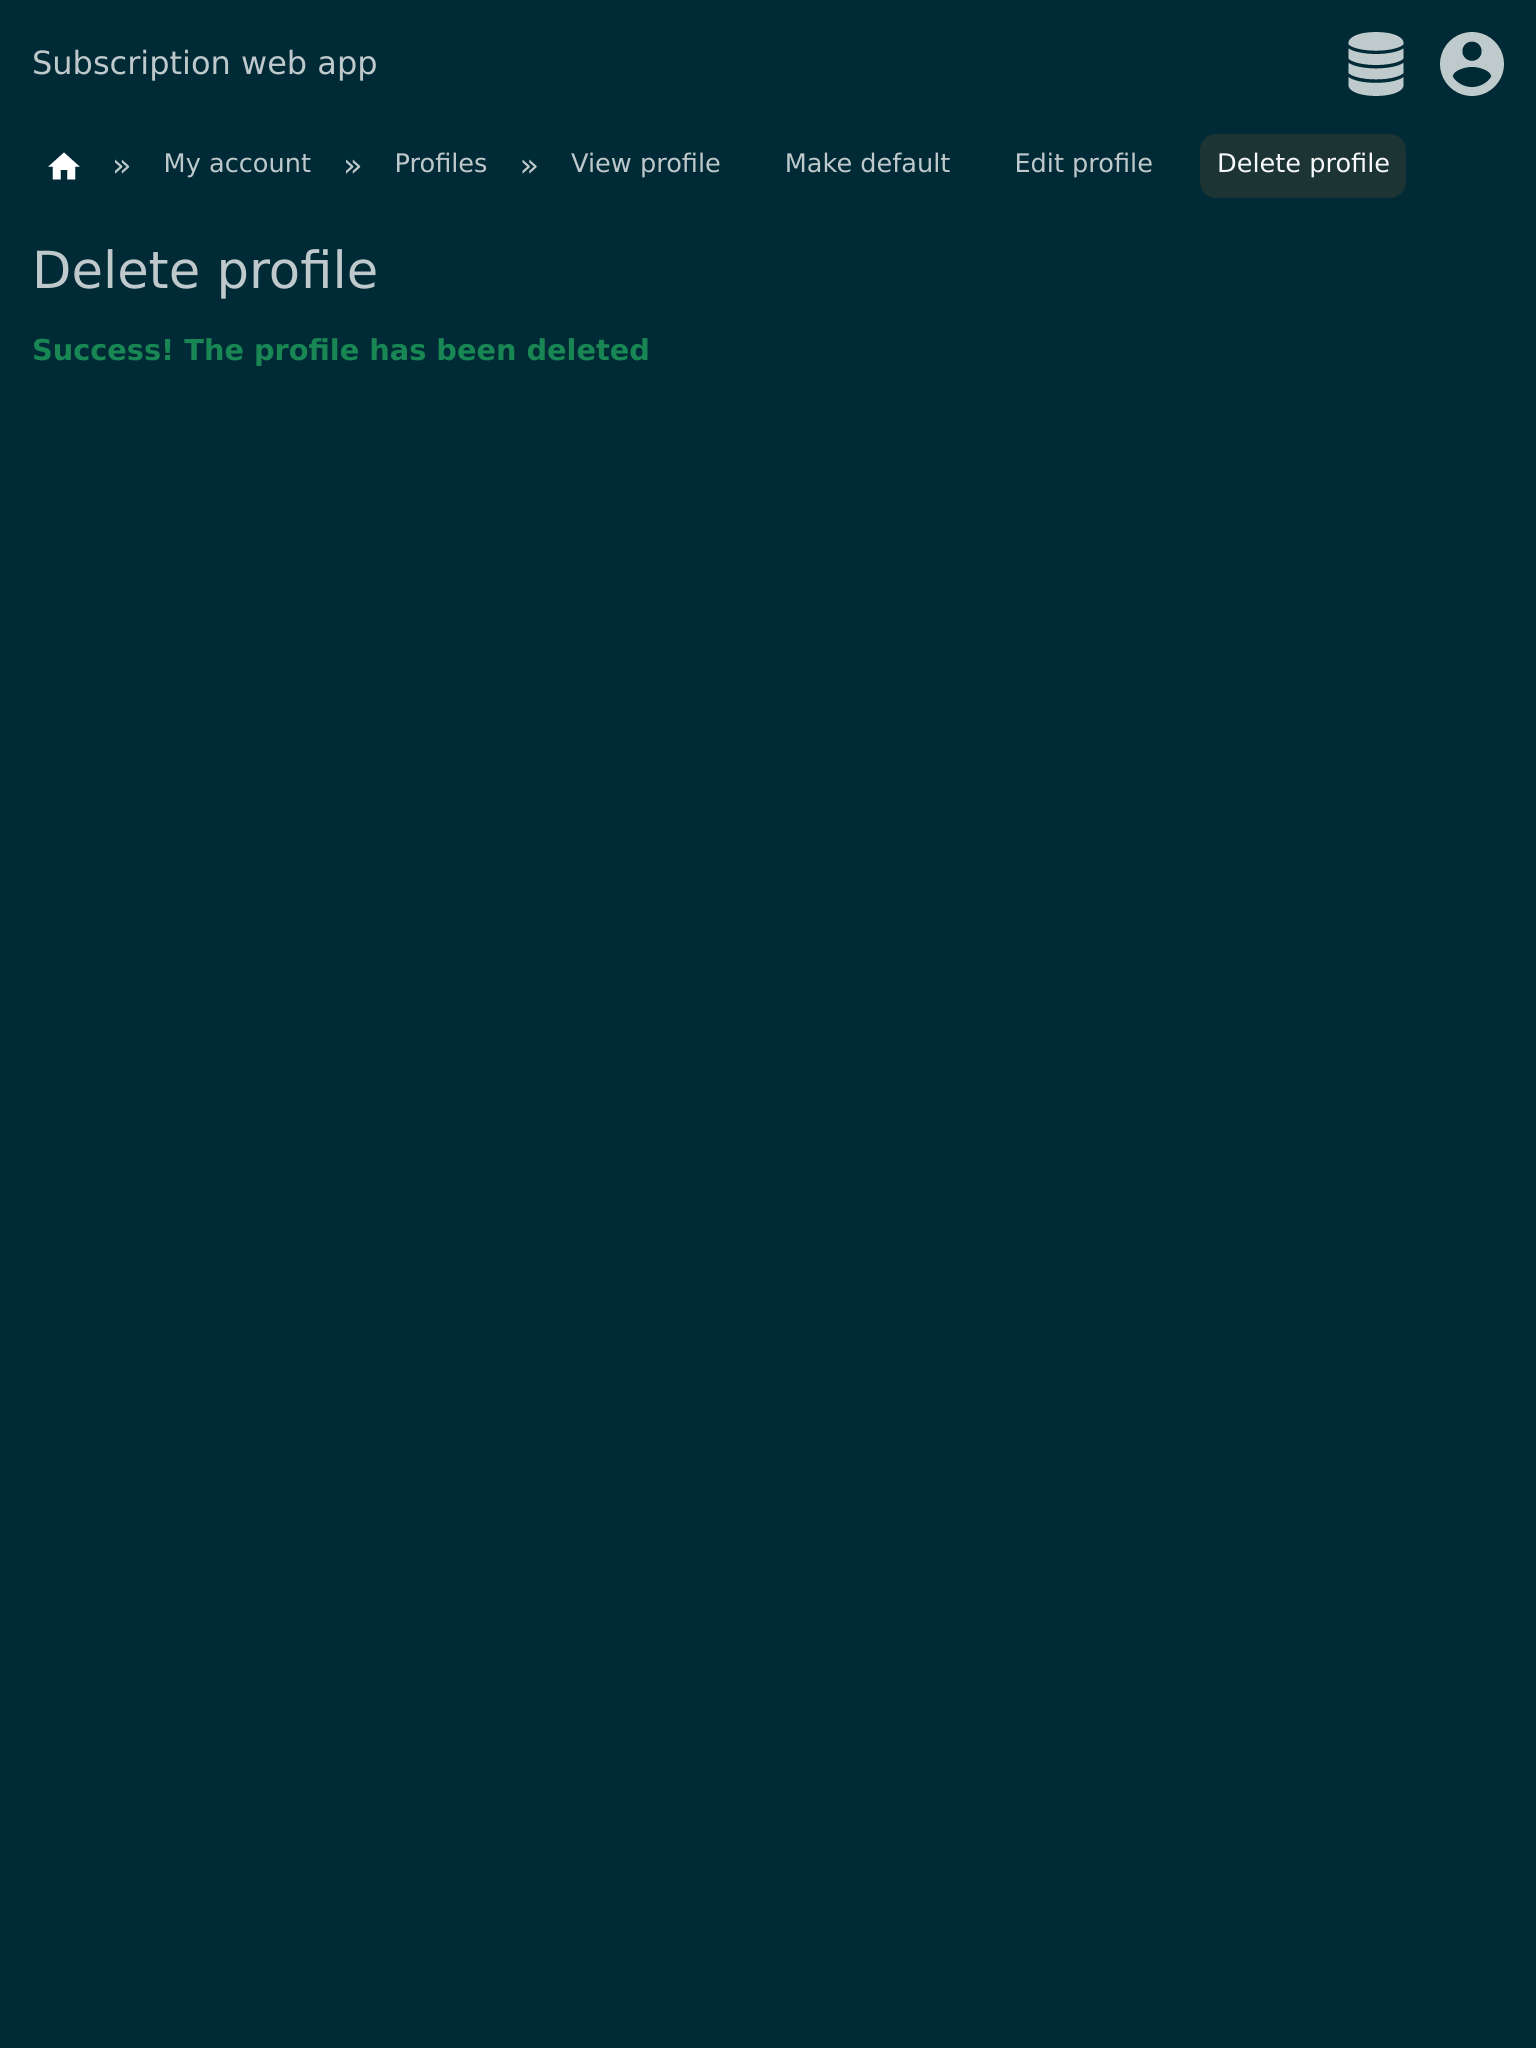 Subscription web app
» My account » Profiles » View profile Make default Edit profile Delete profile
Delete profile
Success! The profile has been deleted